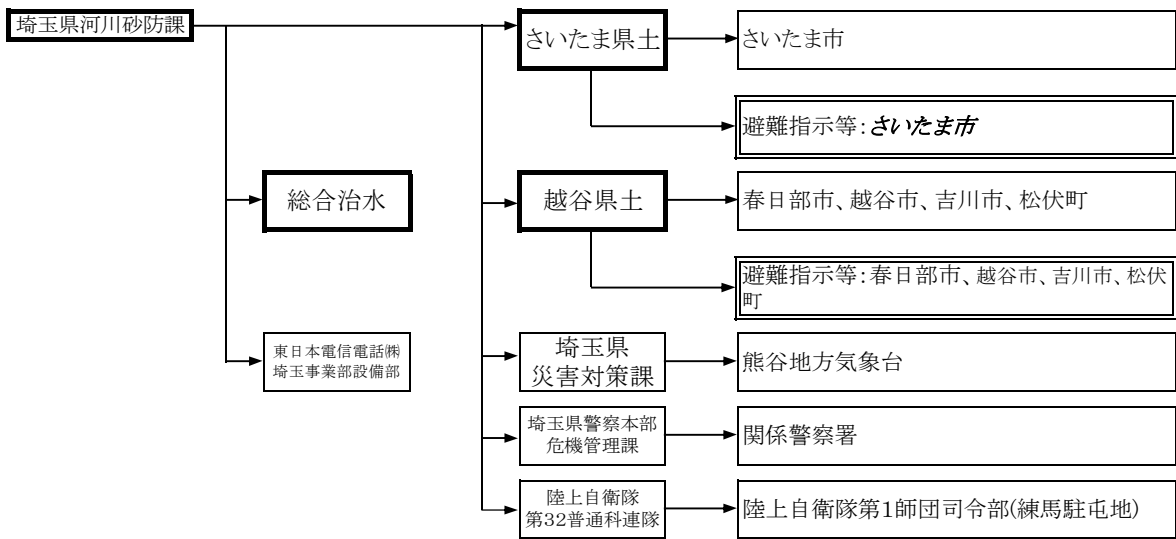 埼玉県河川砂防課
さいたま県土
さいたま市
避難指示等：さいたま市
総合治水
越谷県土
春日部市、越谷市、吉川市、松伏町
避難指示等：春日部市、越谷市、吉川市、松伏
町
東日本電信電話㈱
埼玉事業部設備部
埼玉県
災害対策課
熊谷地方気象台
埼玉県警察本部
危機管理課
関係警察署
陸上自衛隊
第32普通科連隊
陸上自衛隊第1師団司令部(練馬駐屯地)